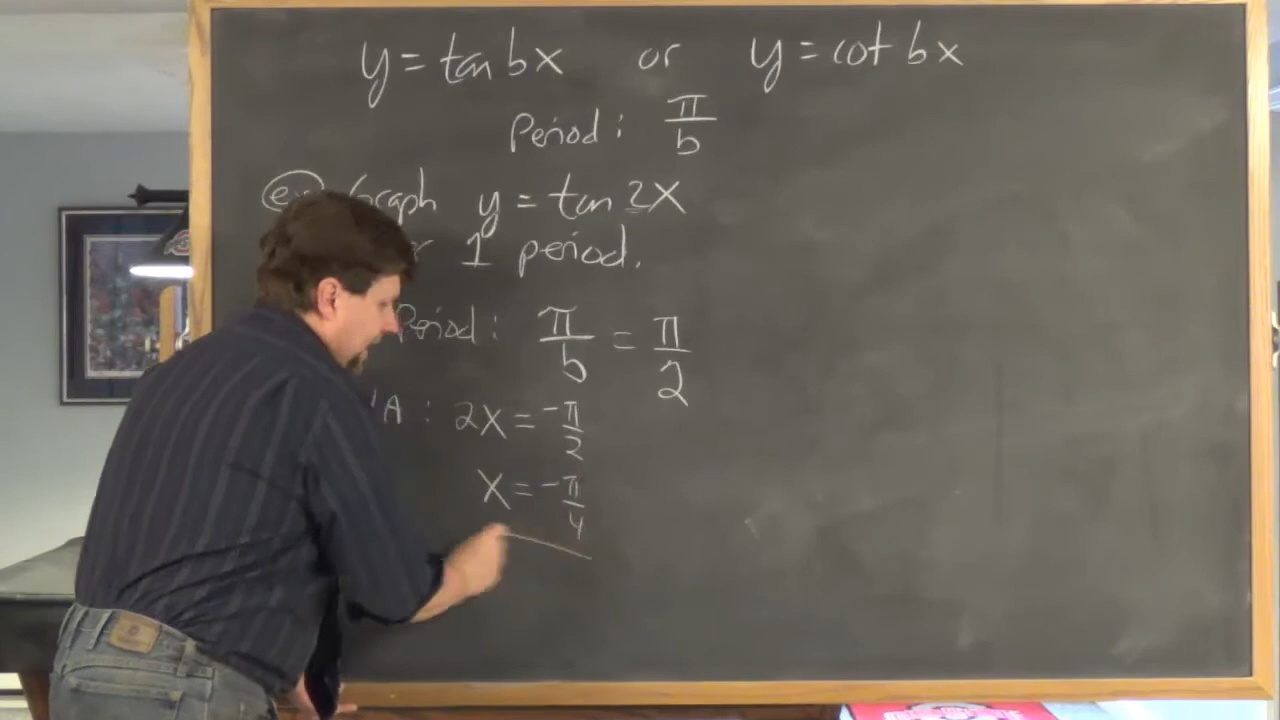 y = tan bx or y = cot bx
Period: π/b
Graph y = tan 2x
1 period.
Period: π/b = π/2
A: 2x = -π/2
x = -π/4